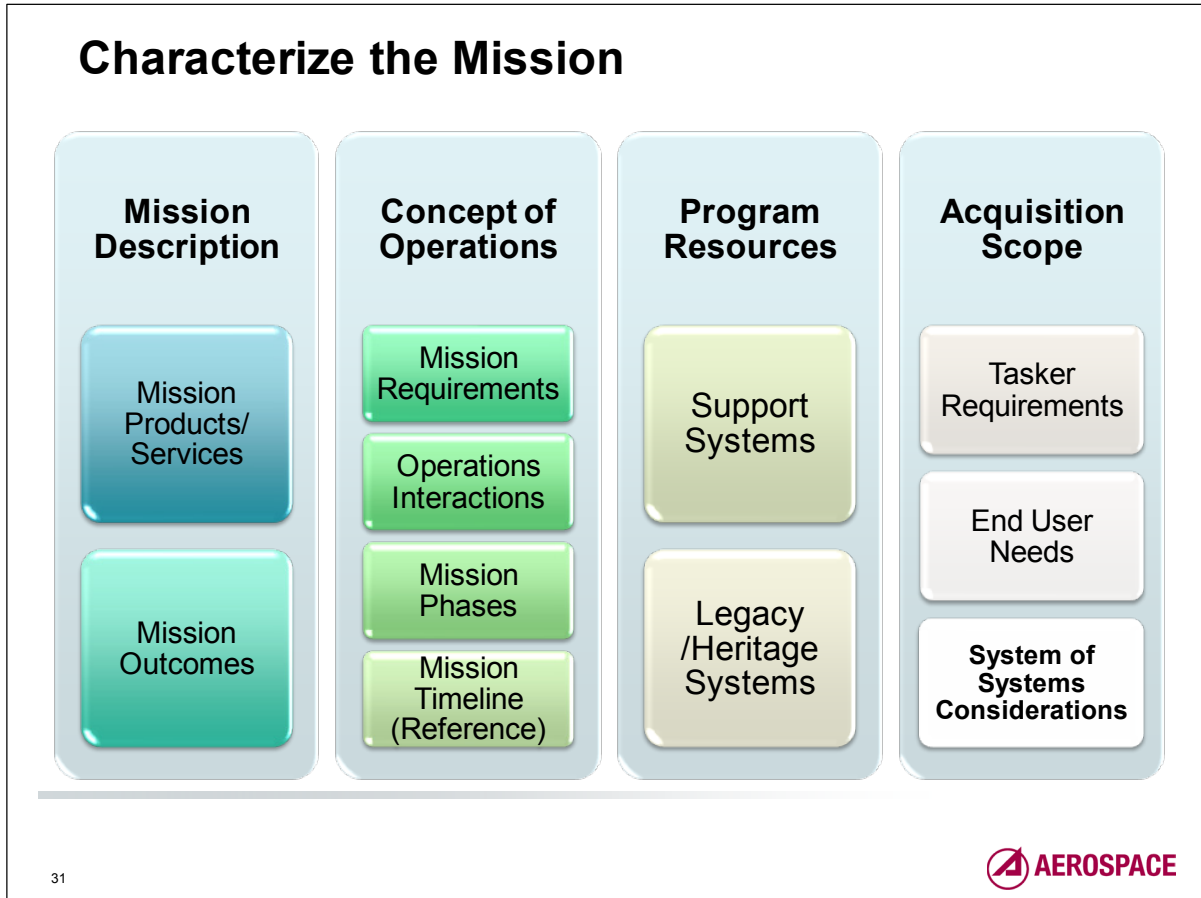 Characterize the Mission
Mission
Description
Mission
Products/
Services
Mission
Outcomes
Concept of
Operations
Mission
Requirements
Operations
Interactions
Mission
Phases
Mission
Timeline
(Reference)
Program
Resources
Support
Systems
Legacy
/Heritage
Systems
Acquisition
Scope
Tasker
Requirements
End User
Needs
System of
Systems
Considerations
31
AEROSPACE